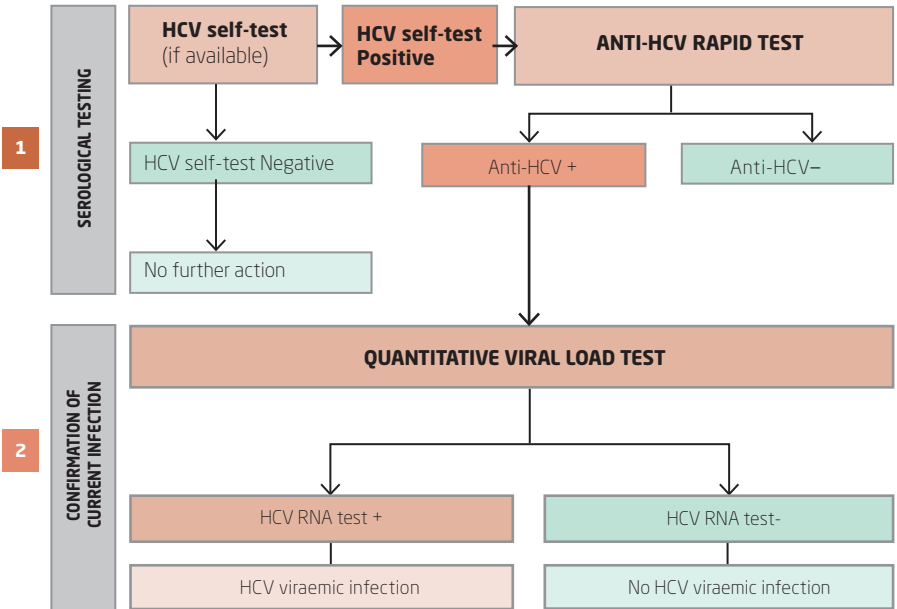 1
SEROLOGICAL TESTING
HCV self-test
(if available)
HCV self-test
Positive
ANTI-HCV RAPID TEST
HCV self-test Negative
Anti-HCV +
Anti-HCV–
No further action
2
CONFIRMATION OF
CURRENT INFECTION
QUANTITATIVE VIRAL LOAD TEST
HCV RNA test +
HCV RNA test-
HCV viraemic infection
No HCV viraemic infection